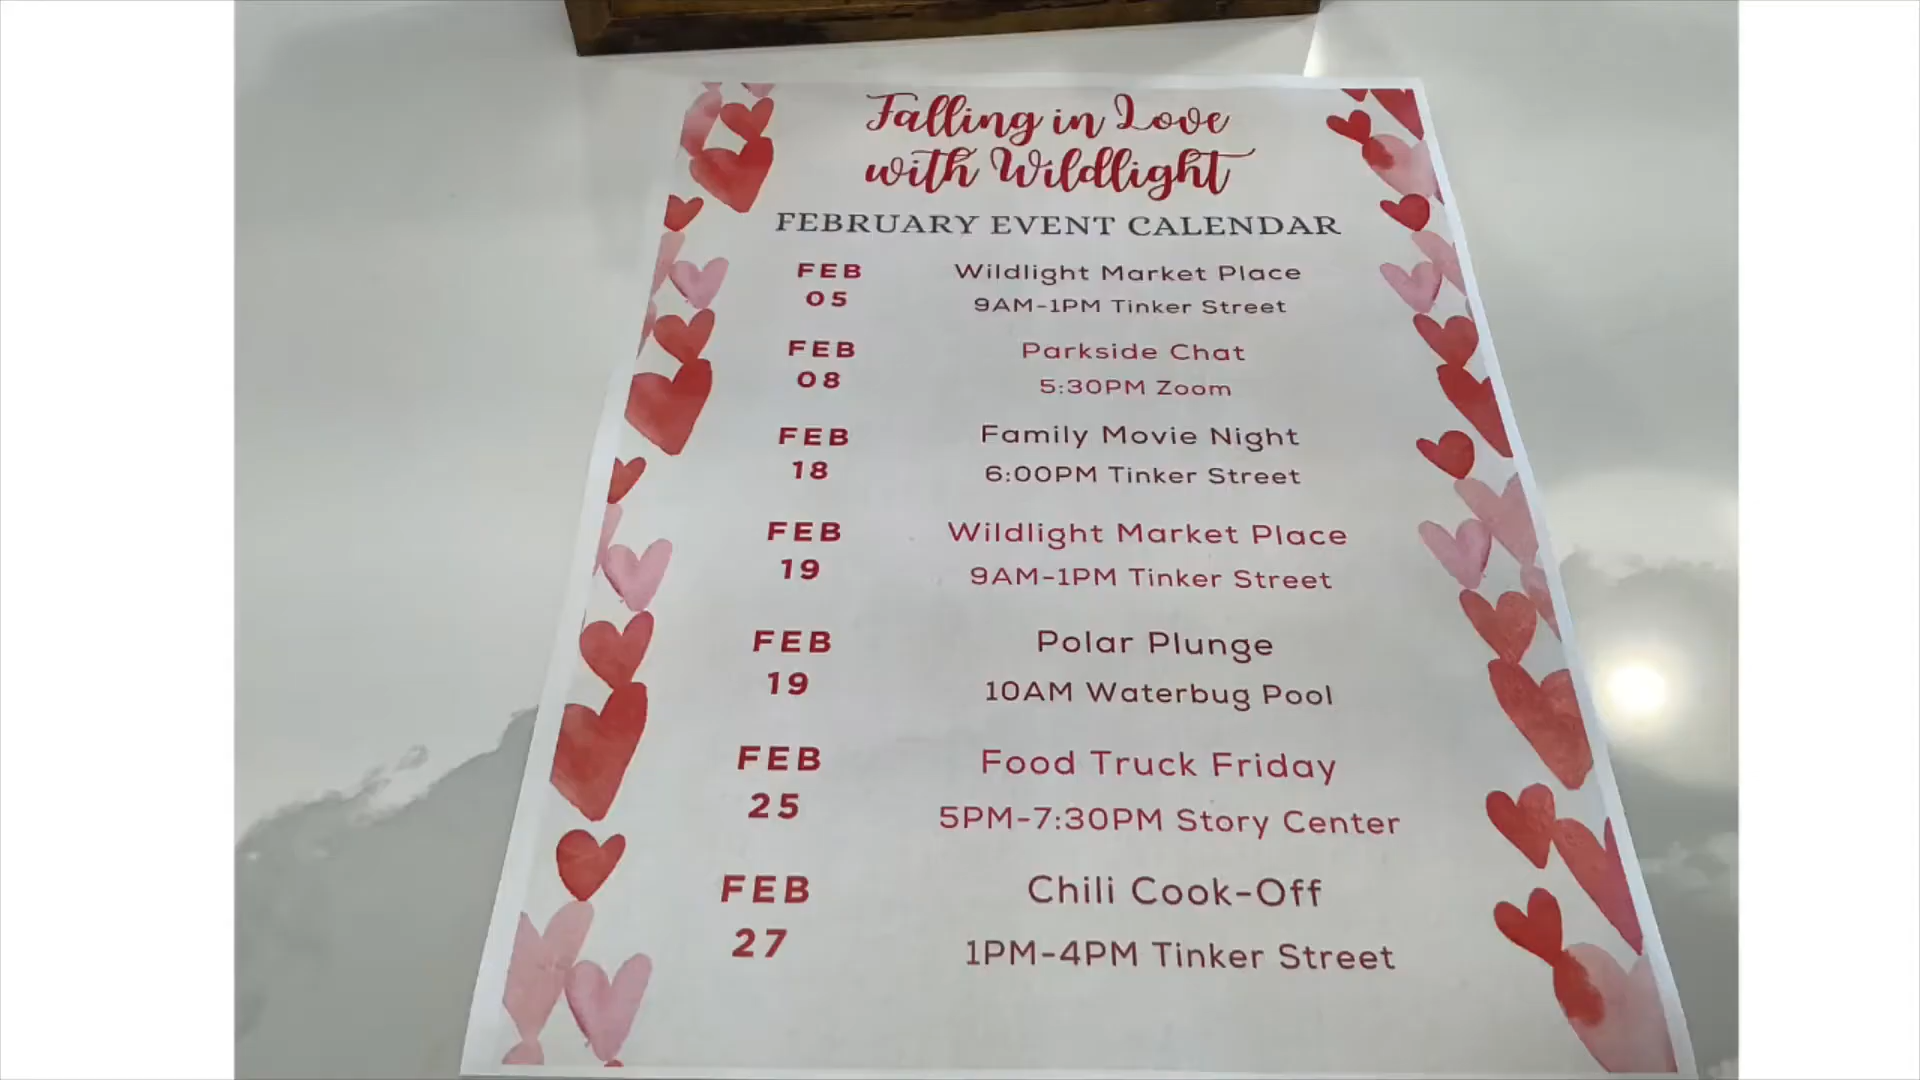 Falling in Love
with Wildlight
FEBRUARY EVENT CALENDAR
FEB
05
Wildlight Market Place
9AM-1PM Tinker Street
FEB
08
Parkside Chat
5:30PM Zoom
FEB
18
Family Movie Night
6:00PM Tinker Street
FEB
19
Wildlight Market Place
9AM-1PM Tinker Street
FEB
19
Polar Plunge
10AM Waterbug Pool
FEB
25
Food Truck Friday
5PM-7:30PM Story Center
FEB
27
Chili Cook-Off
1PM-4PM Tinker Street